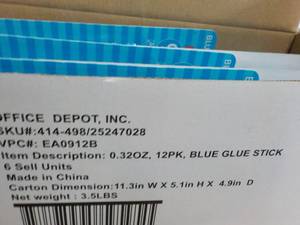 BLU
OFFICE DEPOT, INC.
SKU#:414-498/25247028
VPC#: EA0912B
Item Description: 0.32OZ, 12PK, BLUE GLUE STICK
6 Sell Units
Made in China
Carton Dimension:11.3in W X 5.1in H X 4.9in D
Net weight : 3.5LBS